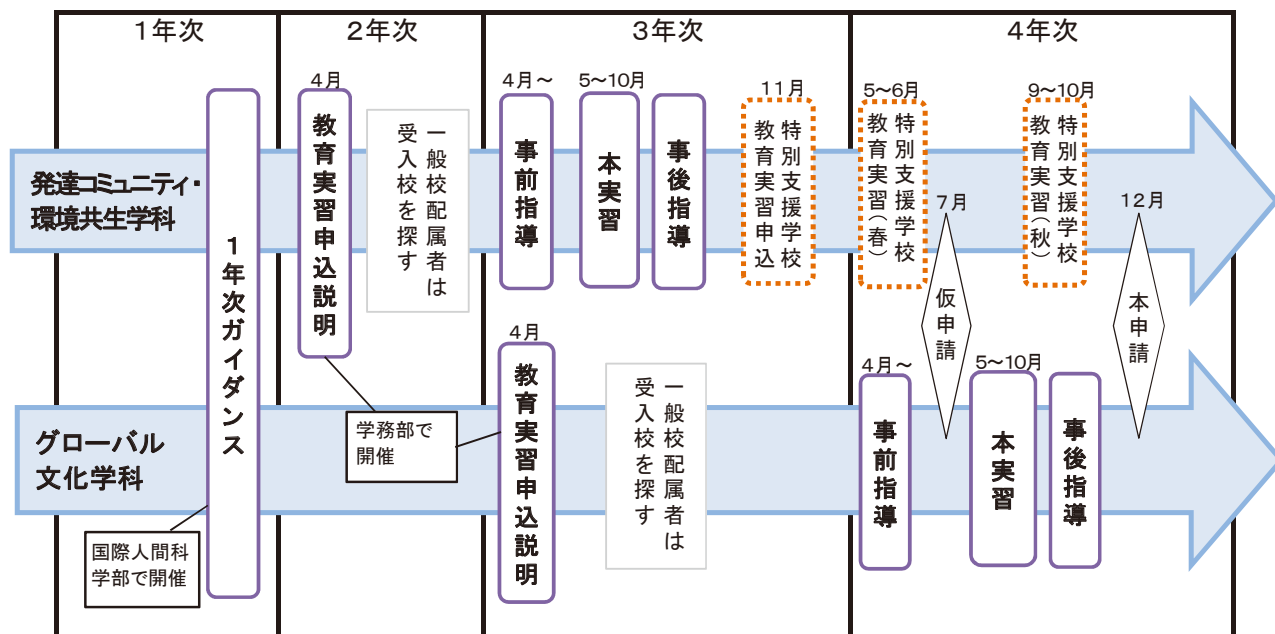 1年次
2年次
3年次
4年次
発達コミュニティ・
環境共生学科
1年次ガイダンス
4月
教育実習申込説明
一般校配属者は
受入校を探す
4月～
事前指導
5～10月
本実習
事後指導
11月
特別支援学校
教育実習申込
5～6月
特別支援学校
教育実習（春）
7月
仮申請
9～10月
特別支援学校
教育実習（秋）
12月
本申請
グローバル
文化学科
国際人間科
学部で開催
学務部で
開催
4月
教育実習申込説明
一般校配属者は
受入校を探す
4月～
事前指導
5～10月
本実習
事後指導